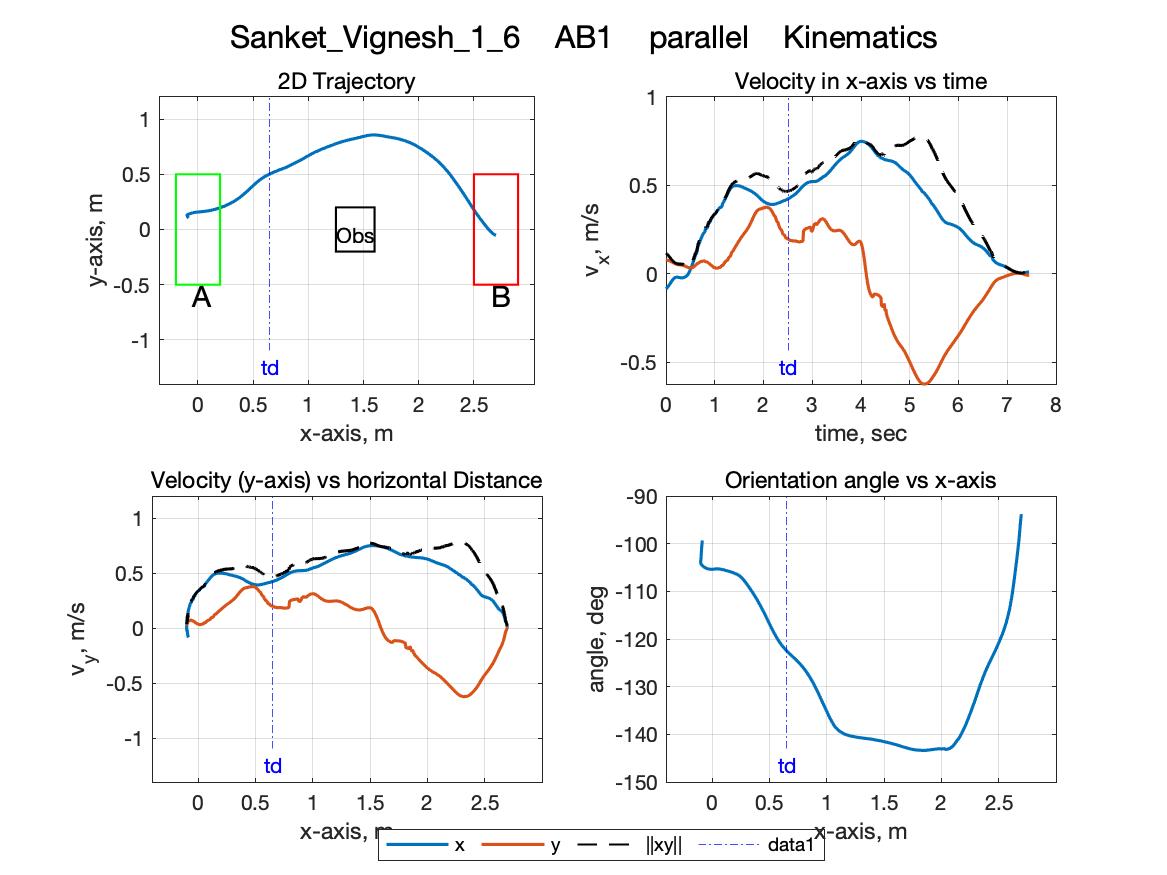 Sanket_Vignesh_1_6 AB1 parallel Kinematics
2D Trajectory
1
0.5
0
-0.5
-1
y-axis, m
A
Obs
B
td
0 0.5 1 1.5 2 2.5
x-axis, m
Velocity in x-axis vs time
1
0.5
0
-0.5
v_x, m/s
td
0 1 2 3 4 5 6 7 8
time, sec
Velocity (y-axis) vs horizontal Distance
1
0.5
0
-0.5
-1
v_y, m/s
td
0 0.5 1 1.5 2 2.5
x-axis, m
Orientation angle vs x-axis
-90
-100
-110
-120
-130
-140
-150
angle, deg
td
0 0.5 1 1.5 2 2.5
x-axis, m
x y ||xy|| data1